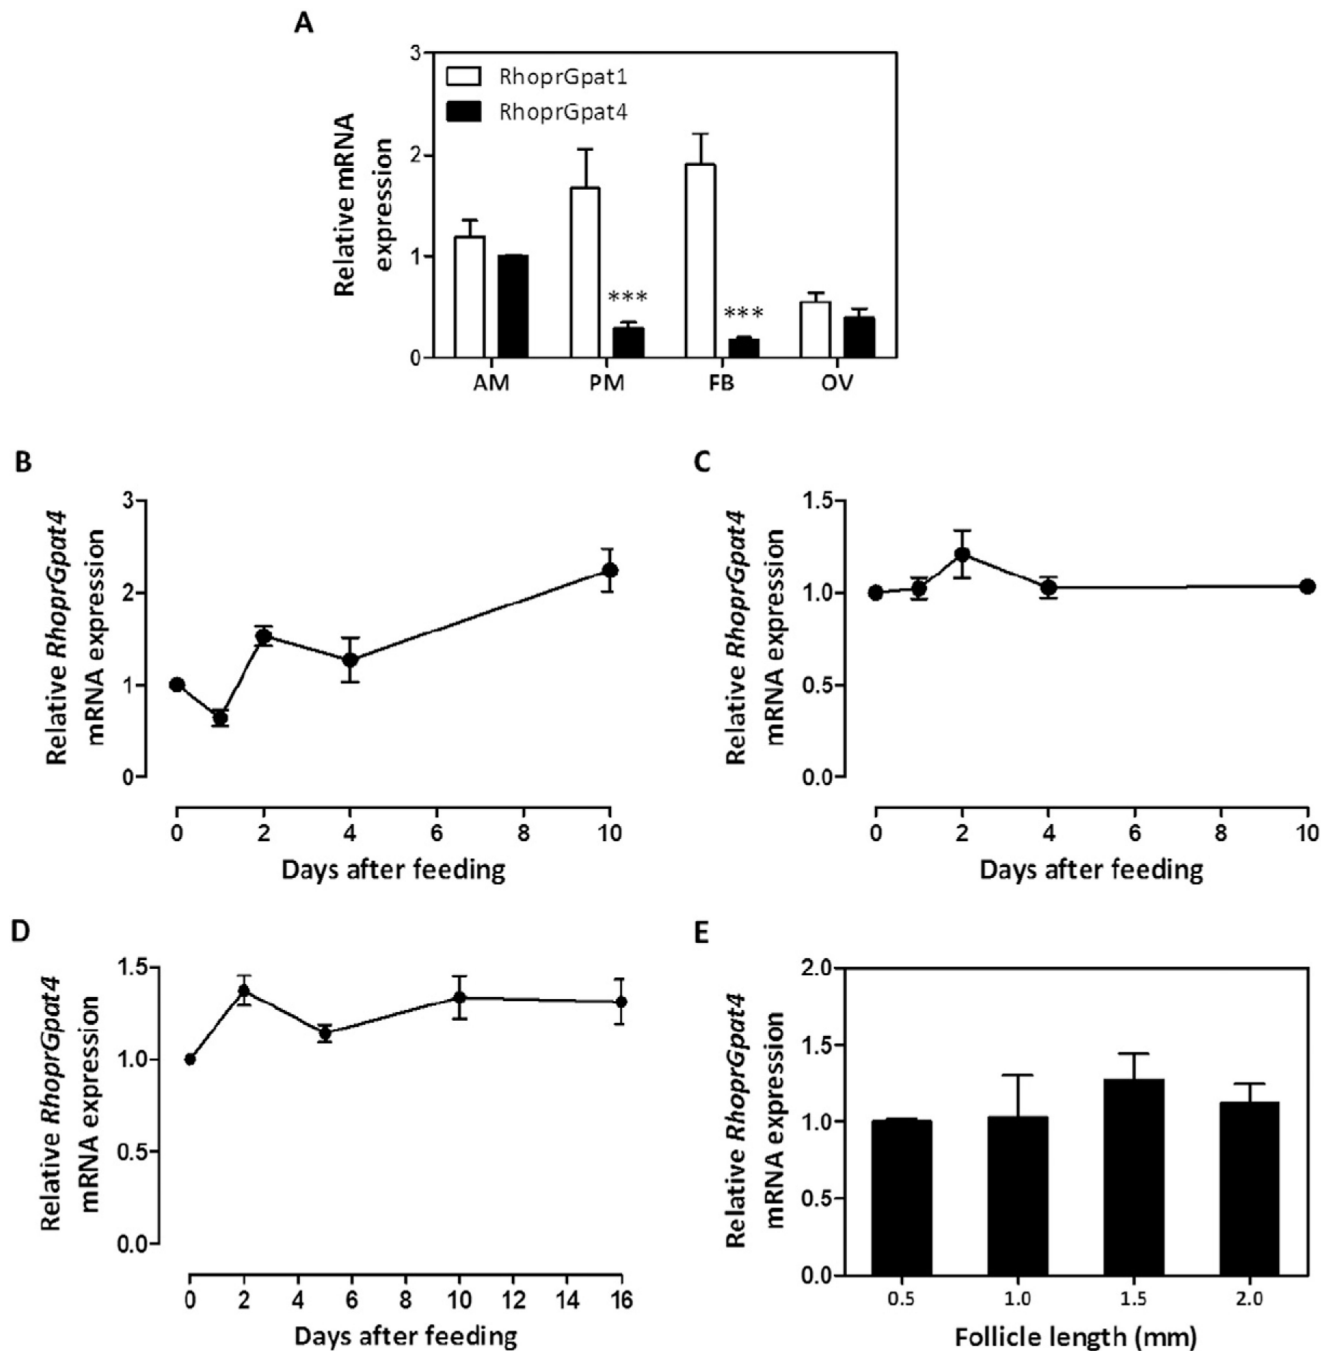 A
3
RhoprGpat1
RhoprGpat4
2
1
0
Relative mRNA
expression
***
***
AM PM FB OV
B
3
2
1
0
Relative RhoprGpat4
mRNA expression
0 2 4 6 8 10
Days after feeding
C
1.5
1.0
0.5
0.0
Relative RhoprGpat4
mRNA expression
0 2 4 6 8 10
Days after feeding
D
1.5
1.0
0.5
0.0
Relative RhoprGpat4
mRNA expression
0 2 4 6 8 10 12 14 16
Days after feeding
E
2.0
1.5
1.0
0.5
0.0
Relative RhoprGpat4
mRNA expression
0.5 1.0 1.5 2.0
Follicle length (mm)